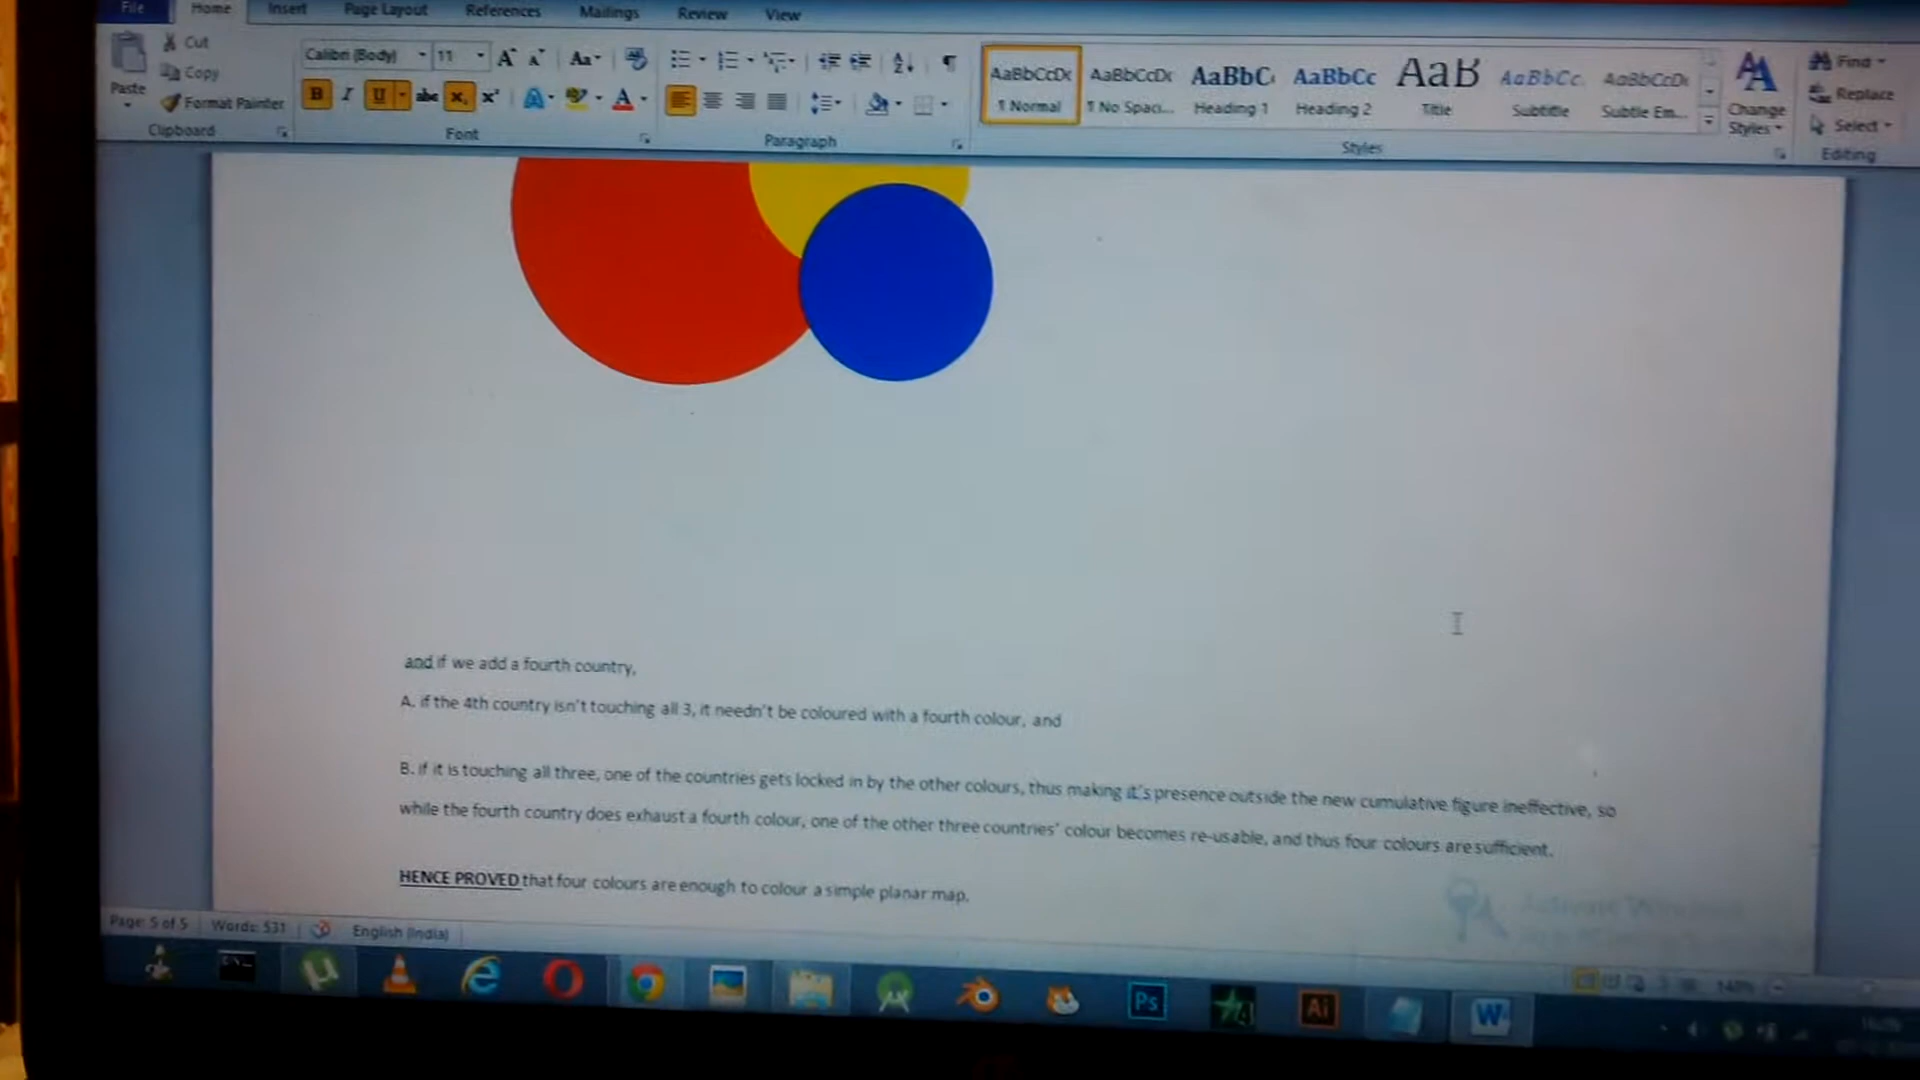 File Home Insert Page Layout References Mailings Review View
Cut
Copy
Format Painter
Paste
Clipboard
Calibri (Body) 11
Font
Paragraph
AaBbCcDc AaBbCcDc AaBbC AaBbCc AaB AaBbCc. AaBbCcDc
¶ Normal ¶ No Spaci... Heading 1 Heading 2 Title Subtitle Subtle Em...
Styles
Change
Styles
Find
Replace
Select
Editing
and if we add a fourth country,
A. if the 4th country isn't touching all 3, it needn't be coloured with a fourth colour, and
B. if it is touching all three, one of the countries gets locked in by the other colours, thus making it's presence outside the new cumulative figure ineffective, so
while the fourth country does exhaust a fourth colour, one of the other three countries' colour becomes re-usable, and thus four colours are sufficient.
HENCE PROVED that four colours are enough to colour a simple planar map.
Activate Windows
Page: 5 of 5 Words: 531 English (India)
Ps Ai W